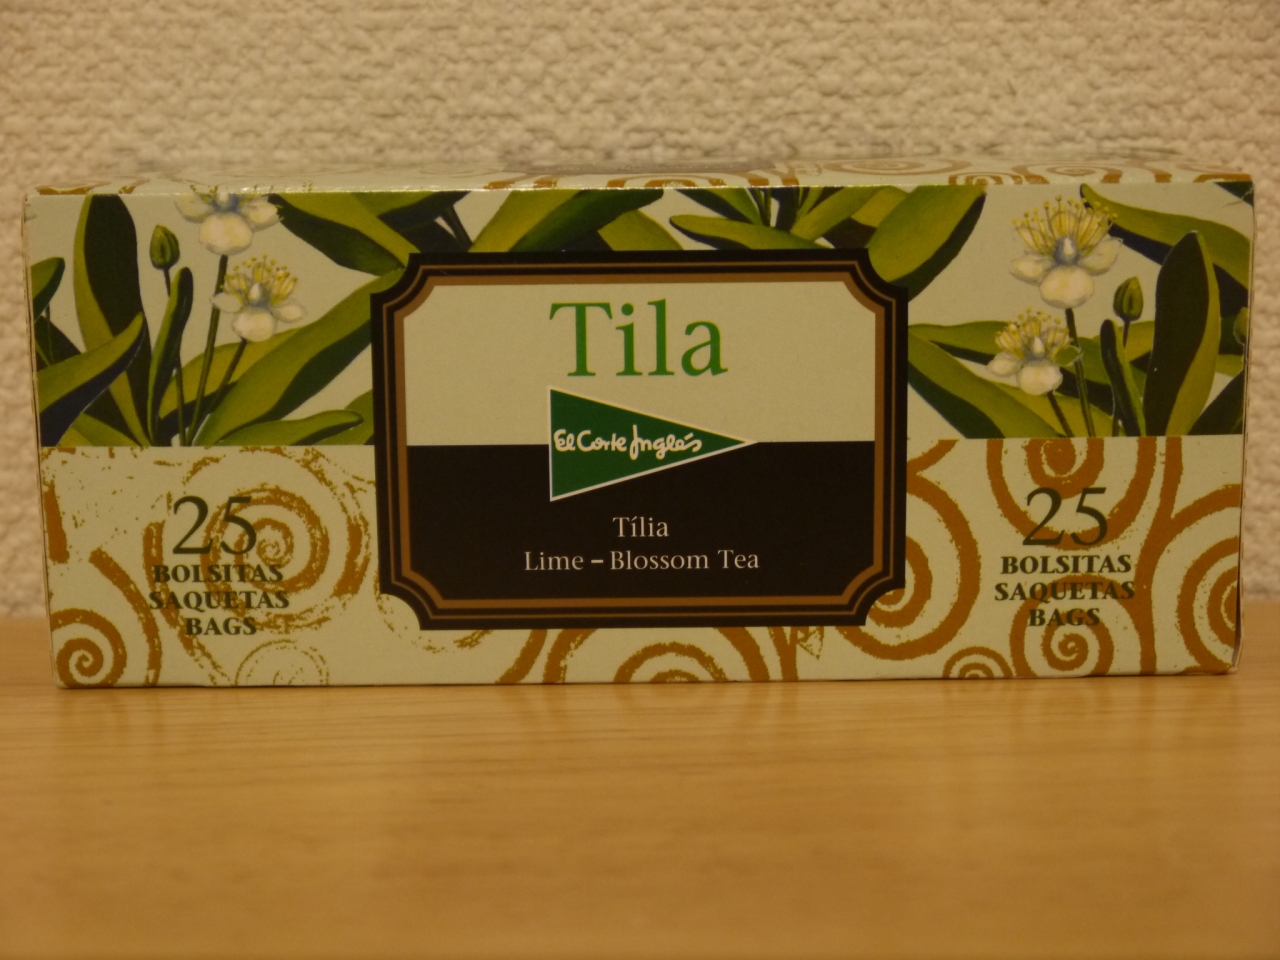 Tila
El Corte Inglés
Tília
Lime – Blossom Tea
25
BOLSITAS
SAQUETAS
BAGS
25
BOLSITAS
SAQUETAS
BAGS